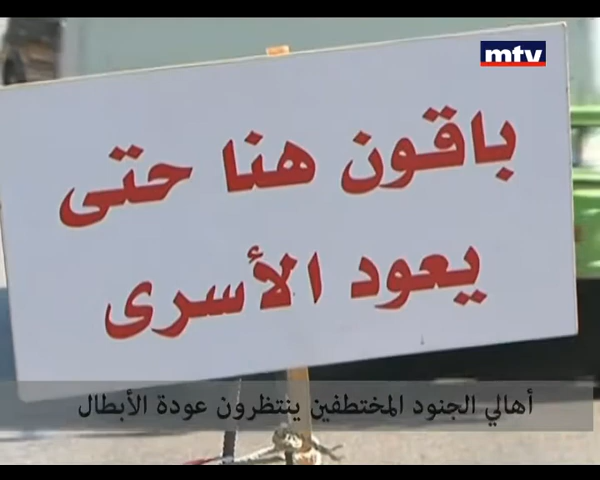 mtv
باقون هنا حتى
يعود الأسرى
أهالي الجنود المختطفين ينتظرون عودة الأبطال